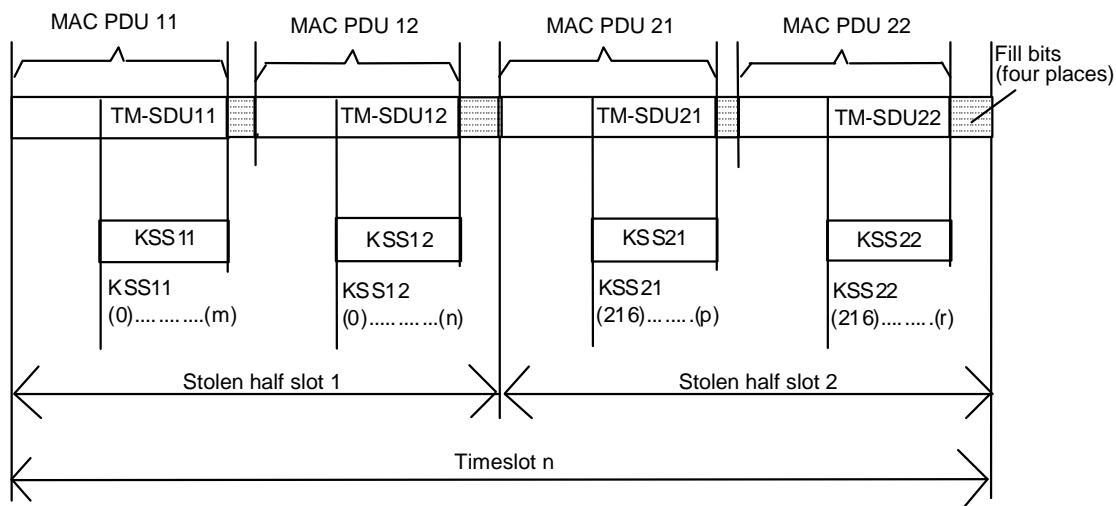 MAC PDU 11
MAC PDU 12
MAC PDU 21
MAC PDU 22
Fill bits
(four places)
TM-SDU11
TM-SDU12
TM-SDU21
TM-SDU22
KSS11
KSS12
KSS21
KSS22
KSS11
(0)...........(m)
KSS12
(0)...........(n)
KSS21
(216).......(p)
KSS22
(216).........(r)
Stolen half slot 1
Stolen half slot 2
Timeslot n